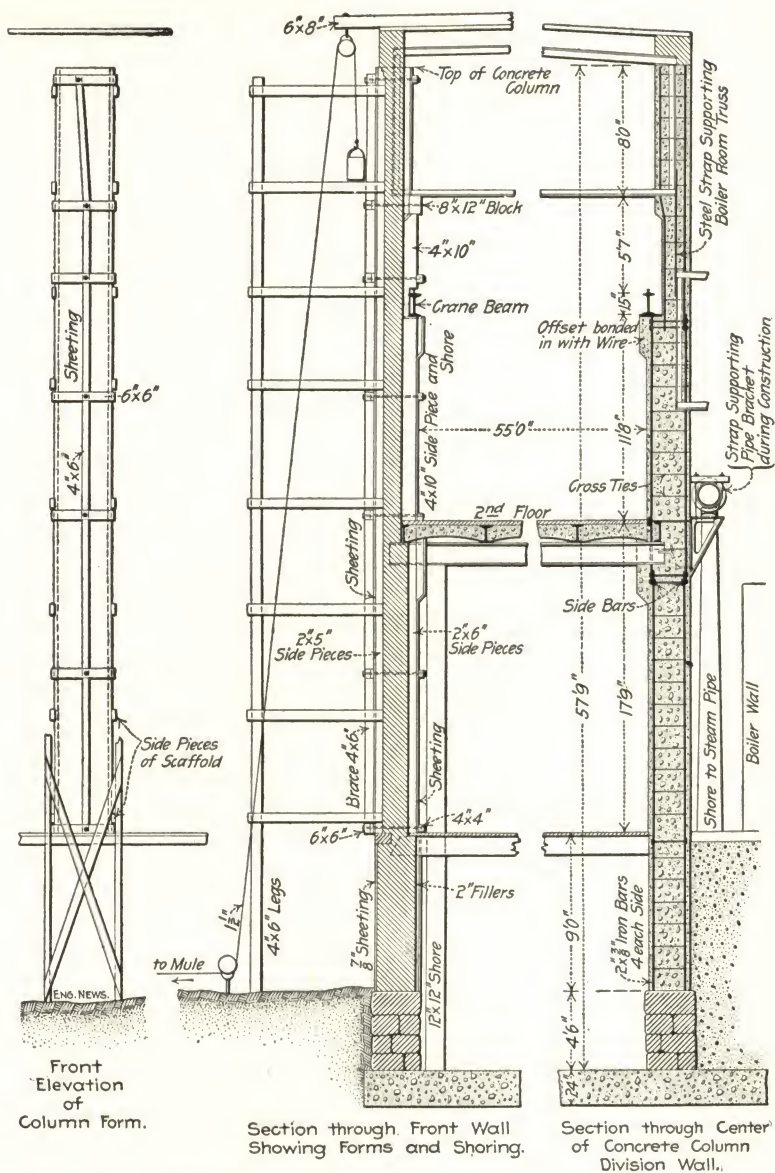 6"x8"
Top of Concrete
Column
8"x12" Block
4"x10"
Crane Beam
Sheeting
6"x6"
4"x6"
4"x10" Side Piece and
Shore
Offset bonded
in with Wire
55'0"
8'0"
5'7"
15"
11'8"
Steel Strap Supporting
Boiler Room Truss
Strap Supporting
Pipe Bracket
during Construction
Cross Ties
2nd Floor
Sheeting
2"x5"
Side Pieces
2"x6"
Side Pieces
Side Bars
57'9"
17'9"
Side Pieces
of Scaffold
Brace 4"x6"
Sheeting
Shore to Steam Pipe
Boiler Wall
6"x6"
4"x4"
1½"
4"x6" Legs
⅞" Sheeting
2" Fillers
12"x12" Shore
9'0"
2"x⅜" Iron Bars
4 each Side
to Mule
ENG. NEWS.
4'6"
24"
Front
Elevation
of
Column Form.
Section through Front Wall
Showing Forms and Shoring.
Section through Center
of Concrete Column
Division Wall.